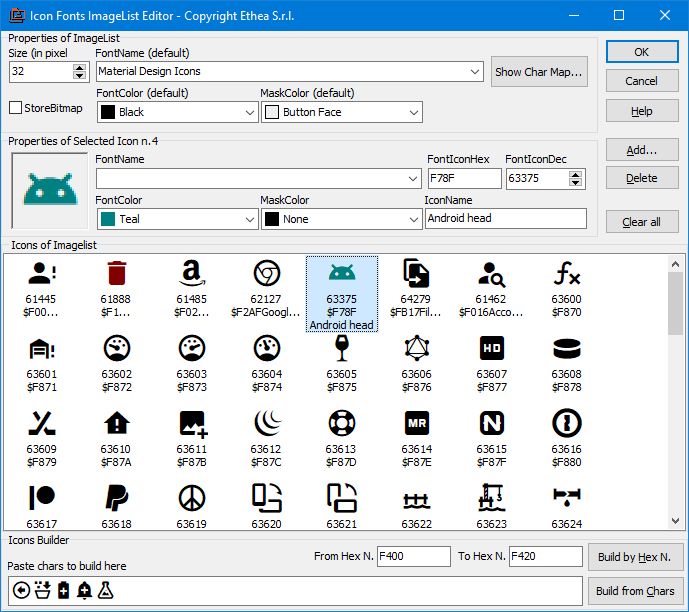 Icon Fonts ImageList Editor - Copyright Ethea S.r.l.
Properties of ImageList
Size (in pixel FontName (default)
32 Material Design Icons Show Char Map...
StoreBitmap FontColor (default) MaskColor (default)
Black Button Face
OK
Cancel
Help
Properties of Selected Icon n.4
FontName FontIconHex FontIconDec
F78F 63375
FontColor MaskColor IconName
Teal None Android head
Add...
Delete
Clear all
Icons of Imagelist
61445 61888 61485 62127 63375 64279 61462 63600
$F00... $F1... $F02... $F2AFGoogl... $F78F $FB17Fil... $F016Acco... $F870
Android head
63601 63602 63603 63604 63605 63606 63607 63608
$F871 $F872 $F873 $F874 $F875 $F876 $F877 $F878
HD
63609 63610 63611 63612 63613 63614 63615 63616
$F879 $F87A $F87B $F87C $F87D $F87E $F87F $F880
MR
63617 63618 63619 63620 63621 63622 63623 63624
Icons Builder
From Hex N. F400 To Hex N. F420 Build by Hex N.
Paste chars to build here
Build from Chars